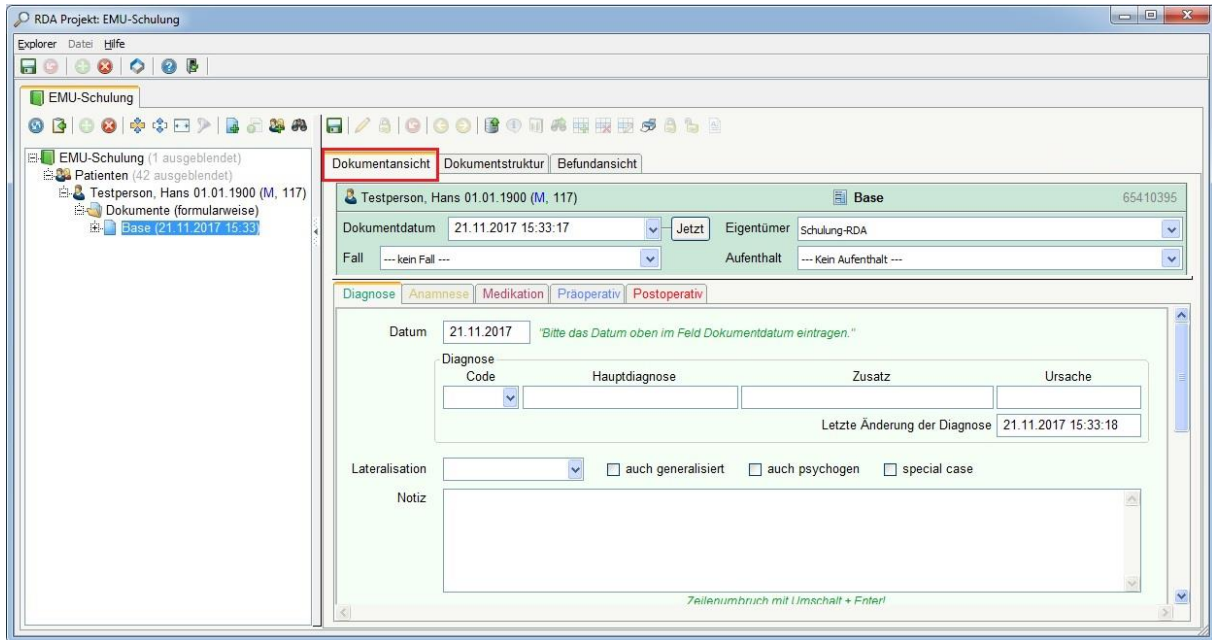 RDA Projekt: EMU-Schulung
Explorer Datei Hilfe
EMU-Schulung
EMU-Schulung (1 ausgeblendet)
Patienten (42 ausgeblendet)
Testperson, Hans 01.01.1900 (M, 117)
Dokumente (formularweise)
Base (21.11.2017 15:33)
Dokumentansicht Dokumentstruktur Befundansicht
Testperson, Hans 01.01.1900 (M, 117) Base 65410395
Dokumentdatum 21.11.2017 15:33:17 Jetzt Eigentümer Schulung-RDA
Fall --- kein Fall --- Aufenthalt --- Kein Aufenthalt ---
Diagnose Anamnese Medikation Präoperativ Postoperativ
Datum 21.11.2017 "Bitte das Datum oben im Feld Dokumentdatum eintragen."
Diagnose
Code Hauptdiagnose Zusatz Ursache
Letzte Änderung der Diagnose 21.11.2017 15:33:18
Lateralisation auch generalisiert auch psychogen special case
Notiz
Zeilenumbruch mit Umschalt + Enter!